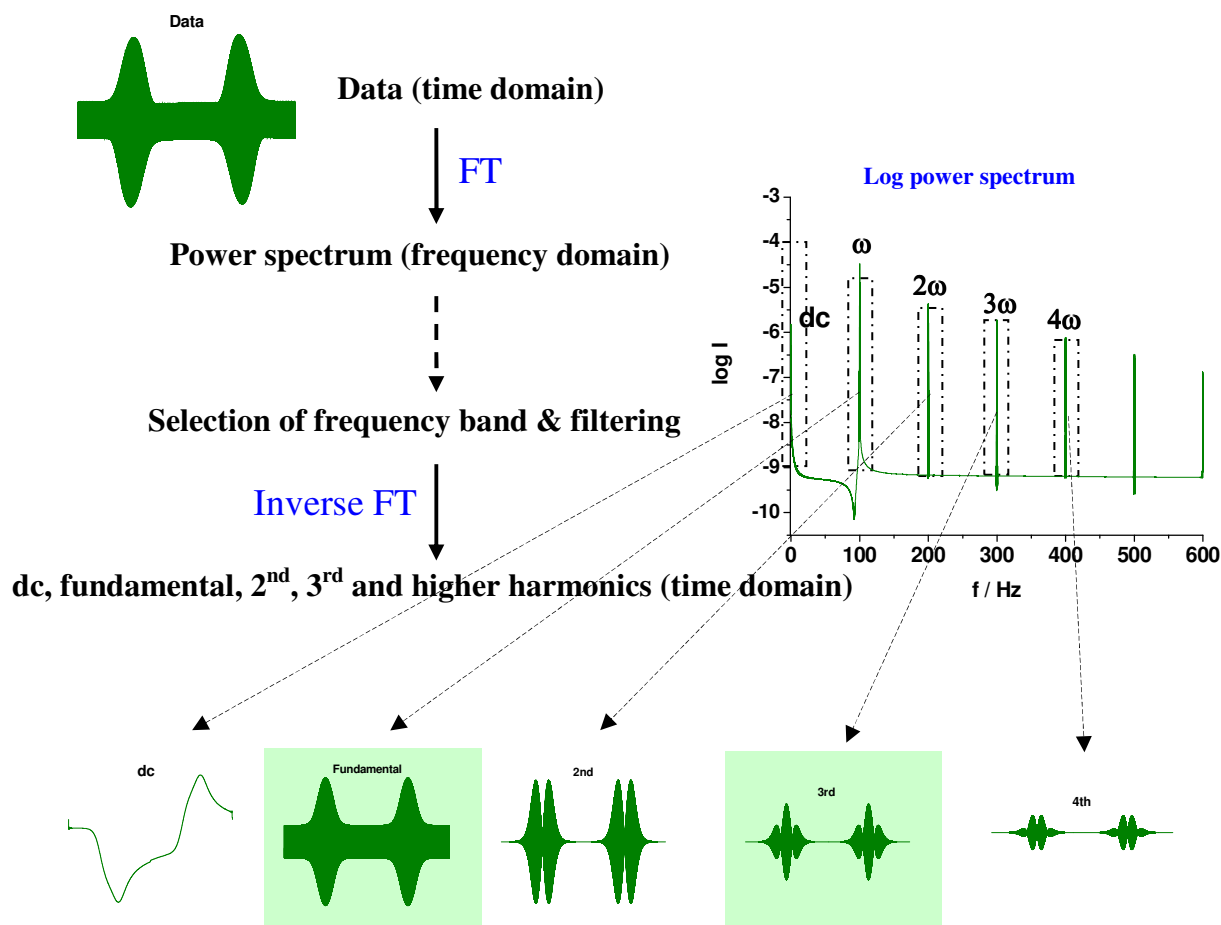 Data
Data (time domain)
FT
Power spectrum (frequency domain)
Selection of frequency band & filtering
Inverse FT
dc, fundamental, 2nd, 3rd and higher harmonics (time domain)
Log power spectrum
-3
-4
-5
-6
-7
-8
-9
-10
log I
dc
ω
2ω
3ω
4ω
0 100 200 300 400 500 600
f / Hz
dc
Fundamental
2nd
3rd
4th